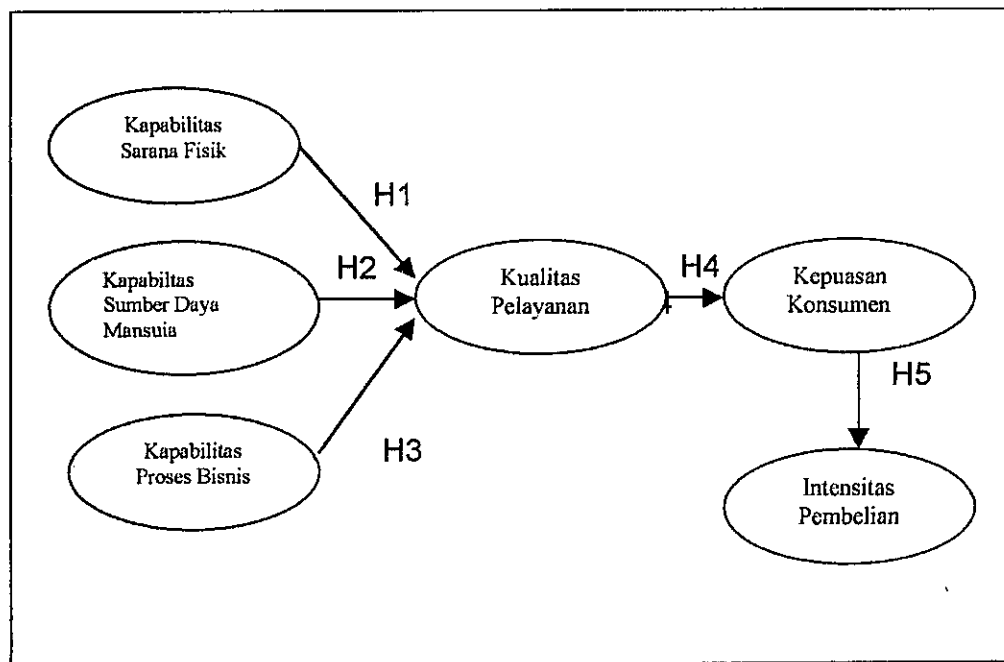 Kapabilitas
Sarana Fisik
H1
Kapabiltas
Sumber Daya
Mansuia
H2
Kualitas
Pelayanan
H4
Kepuasan
Konsumen
H5
Kapabilitas
Proses Bisnis
H3
Intensitas
Pembelian